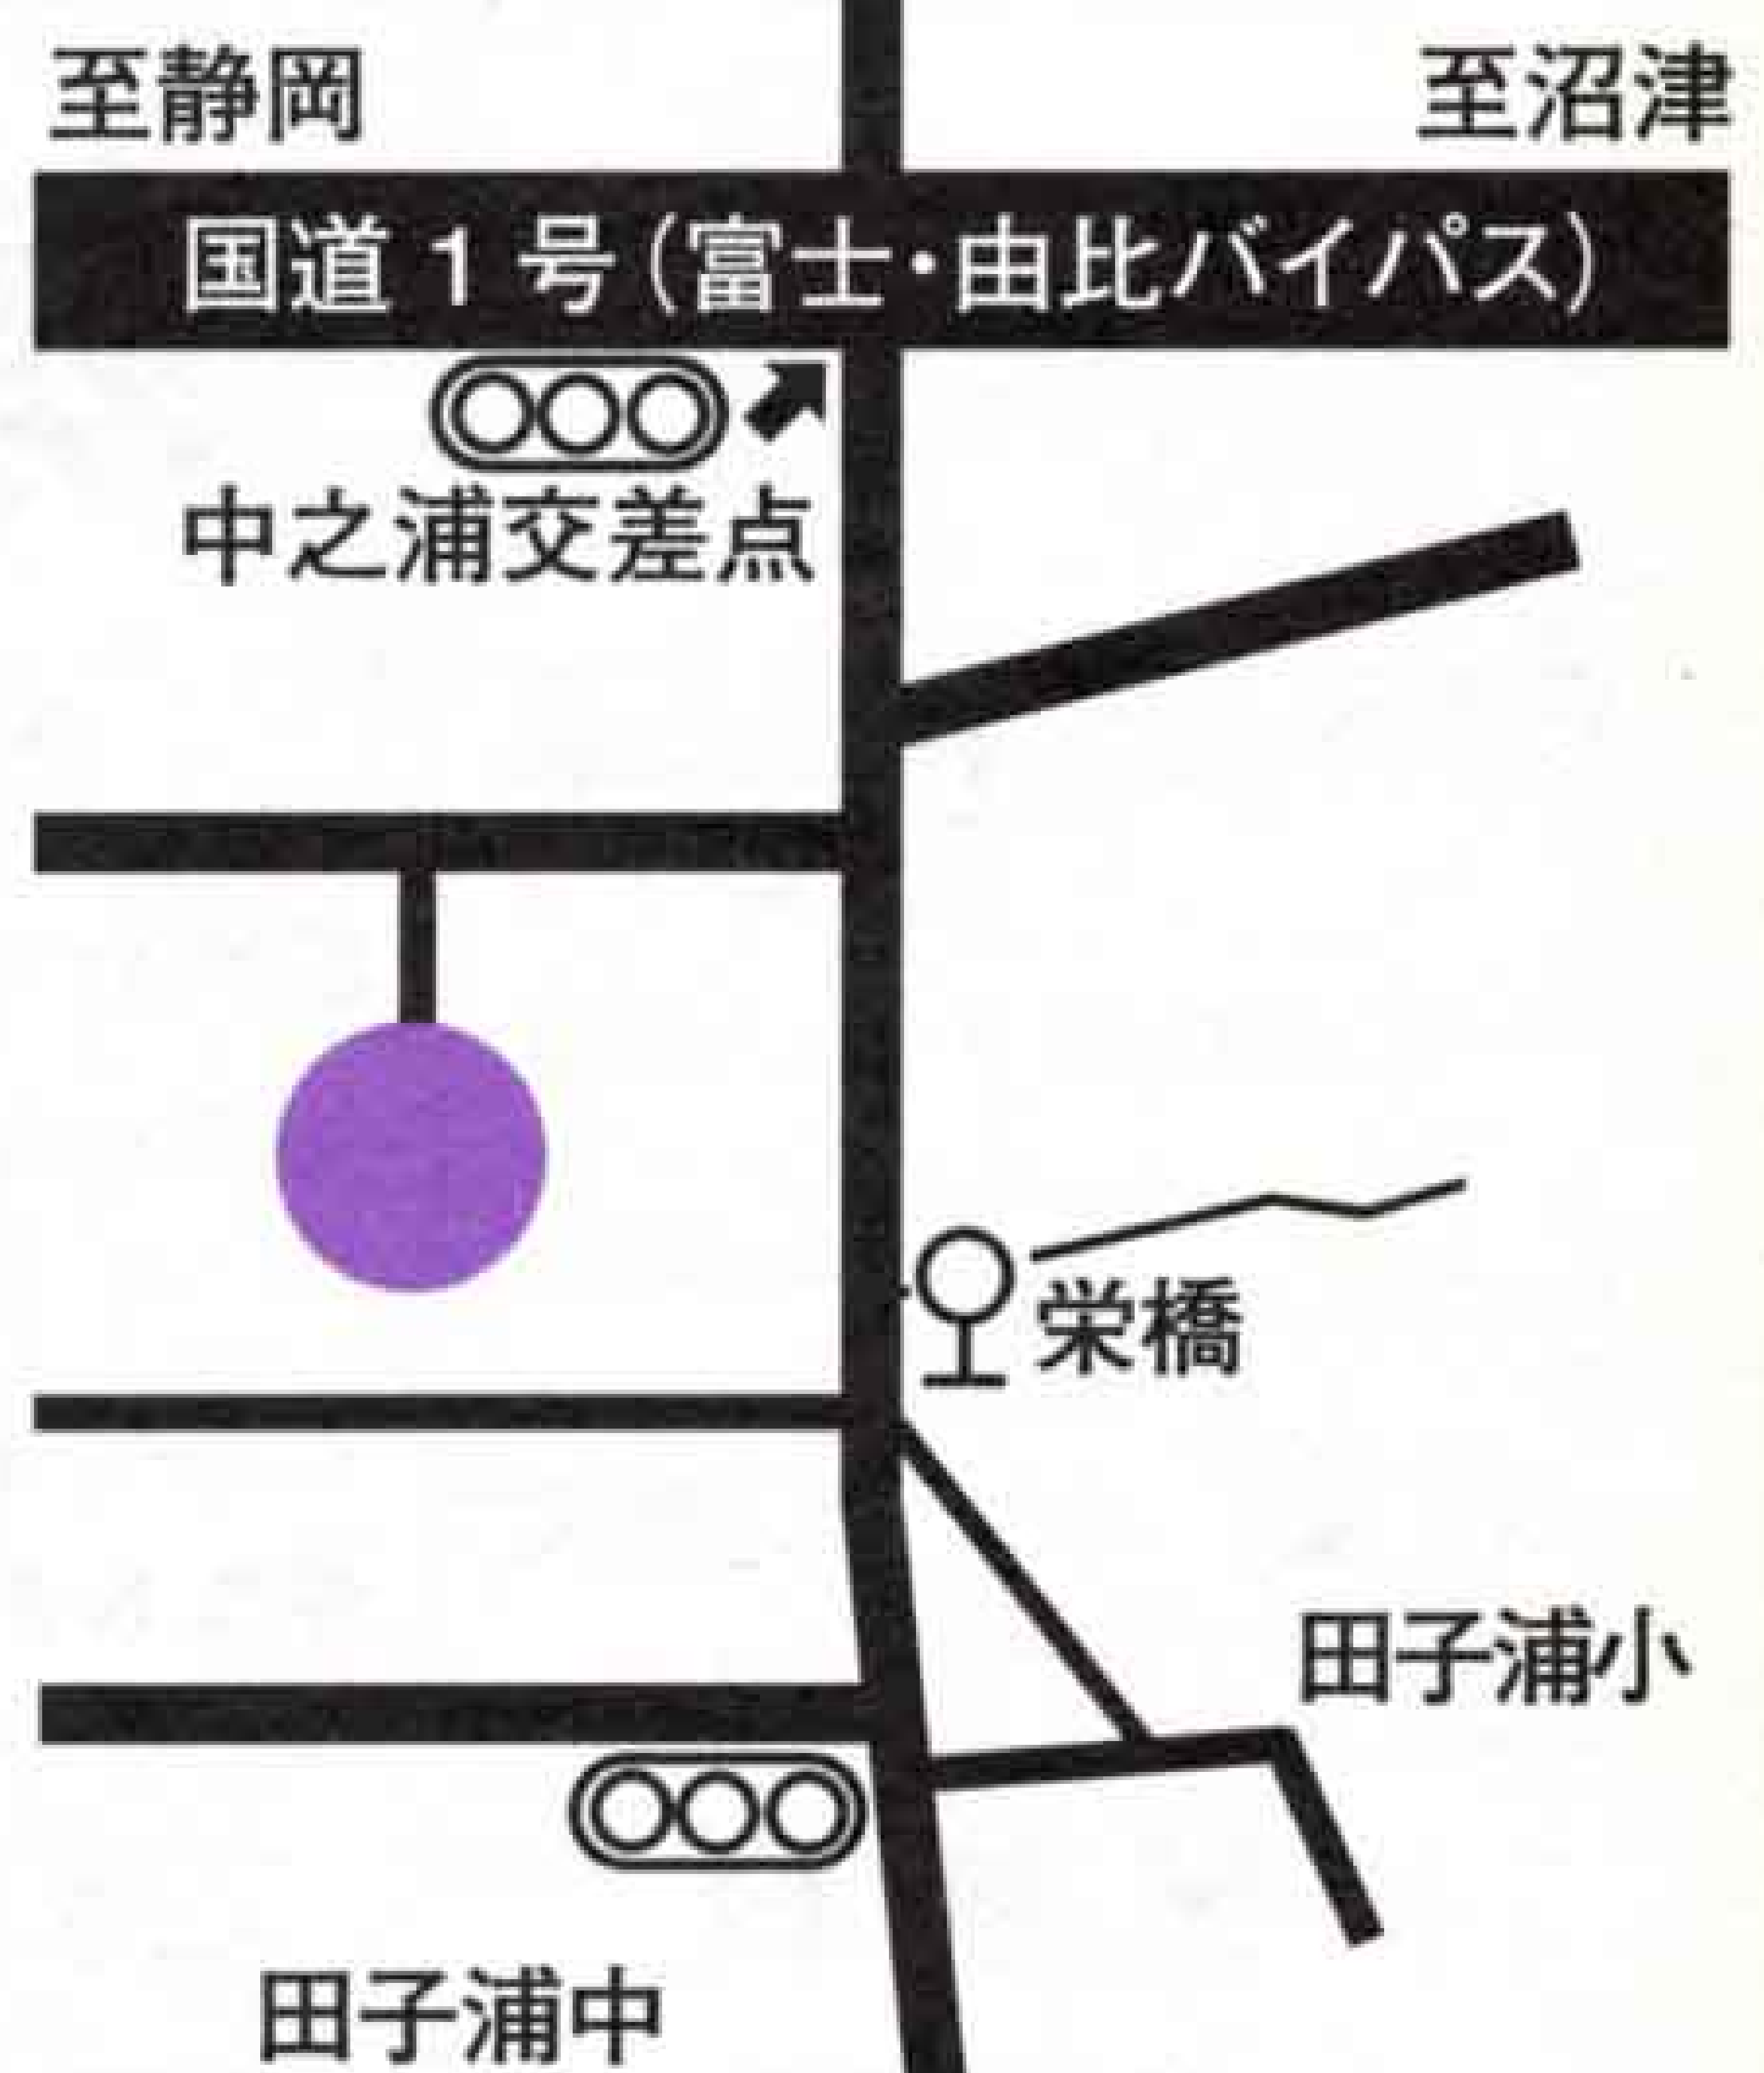 至静岡
至沼津
国道1号(富士・由比バイパス)
中之浦交差点
栄橋
田子浦小
田子浦中